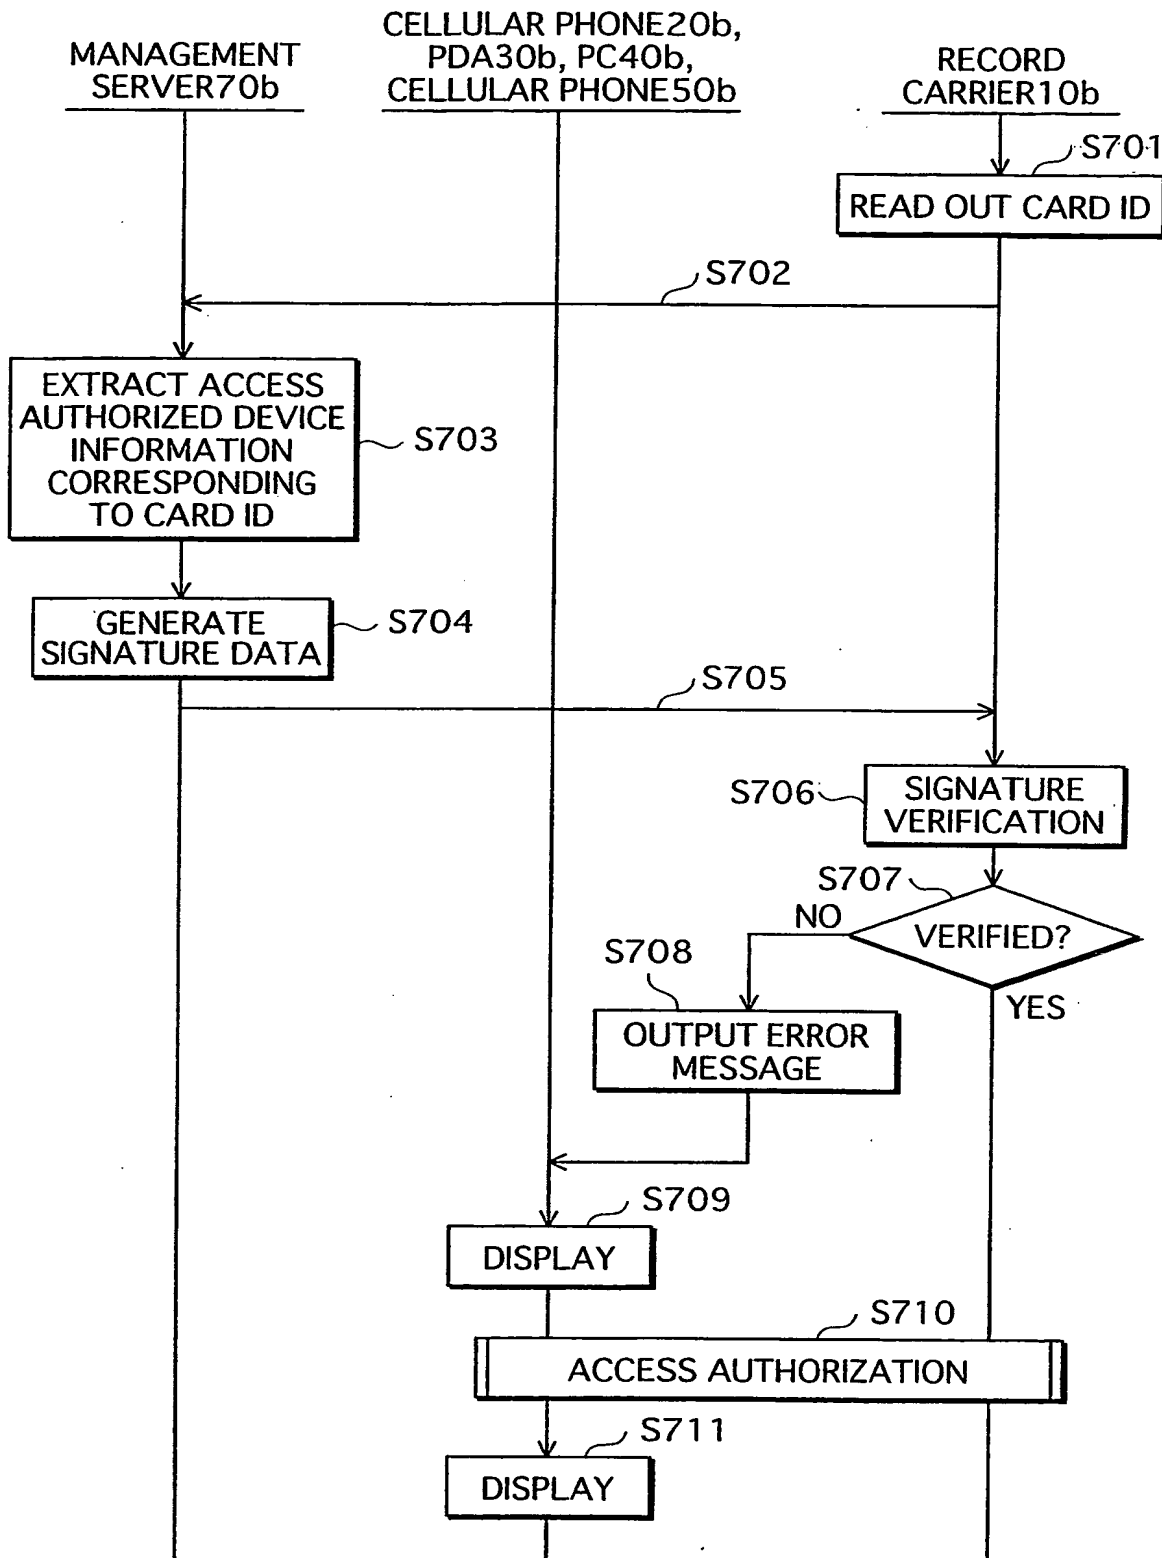 MANAGEMENT
SERVER70b
CELLULAR PHONE20b,
PDA30b, PC40b,
CELLULAR PHONE50b
RECORD
CARRIER10b
S701
READ OUT CARD ID
S702
EXTRACT ACCESS
AUTHORIZED DEVICE
INFORMATION
CORRESPONDING
TO CARD ID
S703
GENERATE
SIGNATURE DATA
S704
S705
S706
SIGNATURE
VERIFICATION
S707
NO
VERIFIED?
S708
YES
OUTPUT ERROR
MESSAGE
S709
DISPLAY
S710
ACCESS AUTHORIZATION
S711
DISPLAY